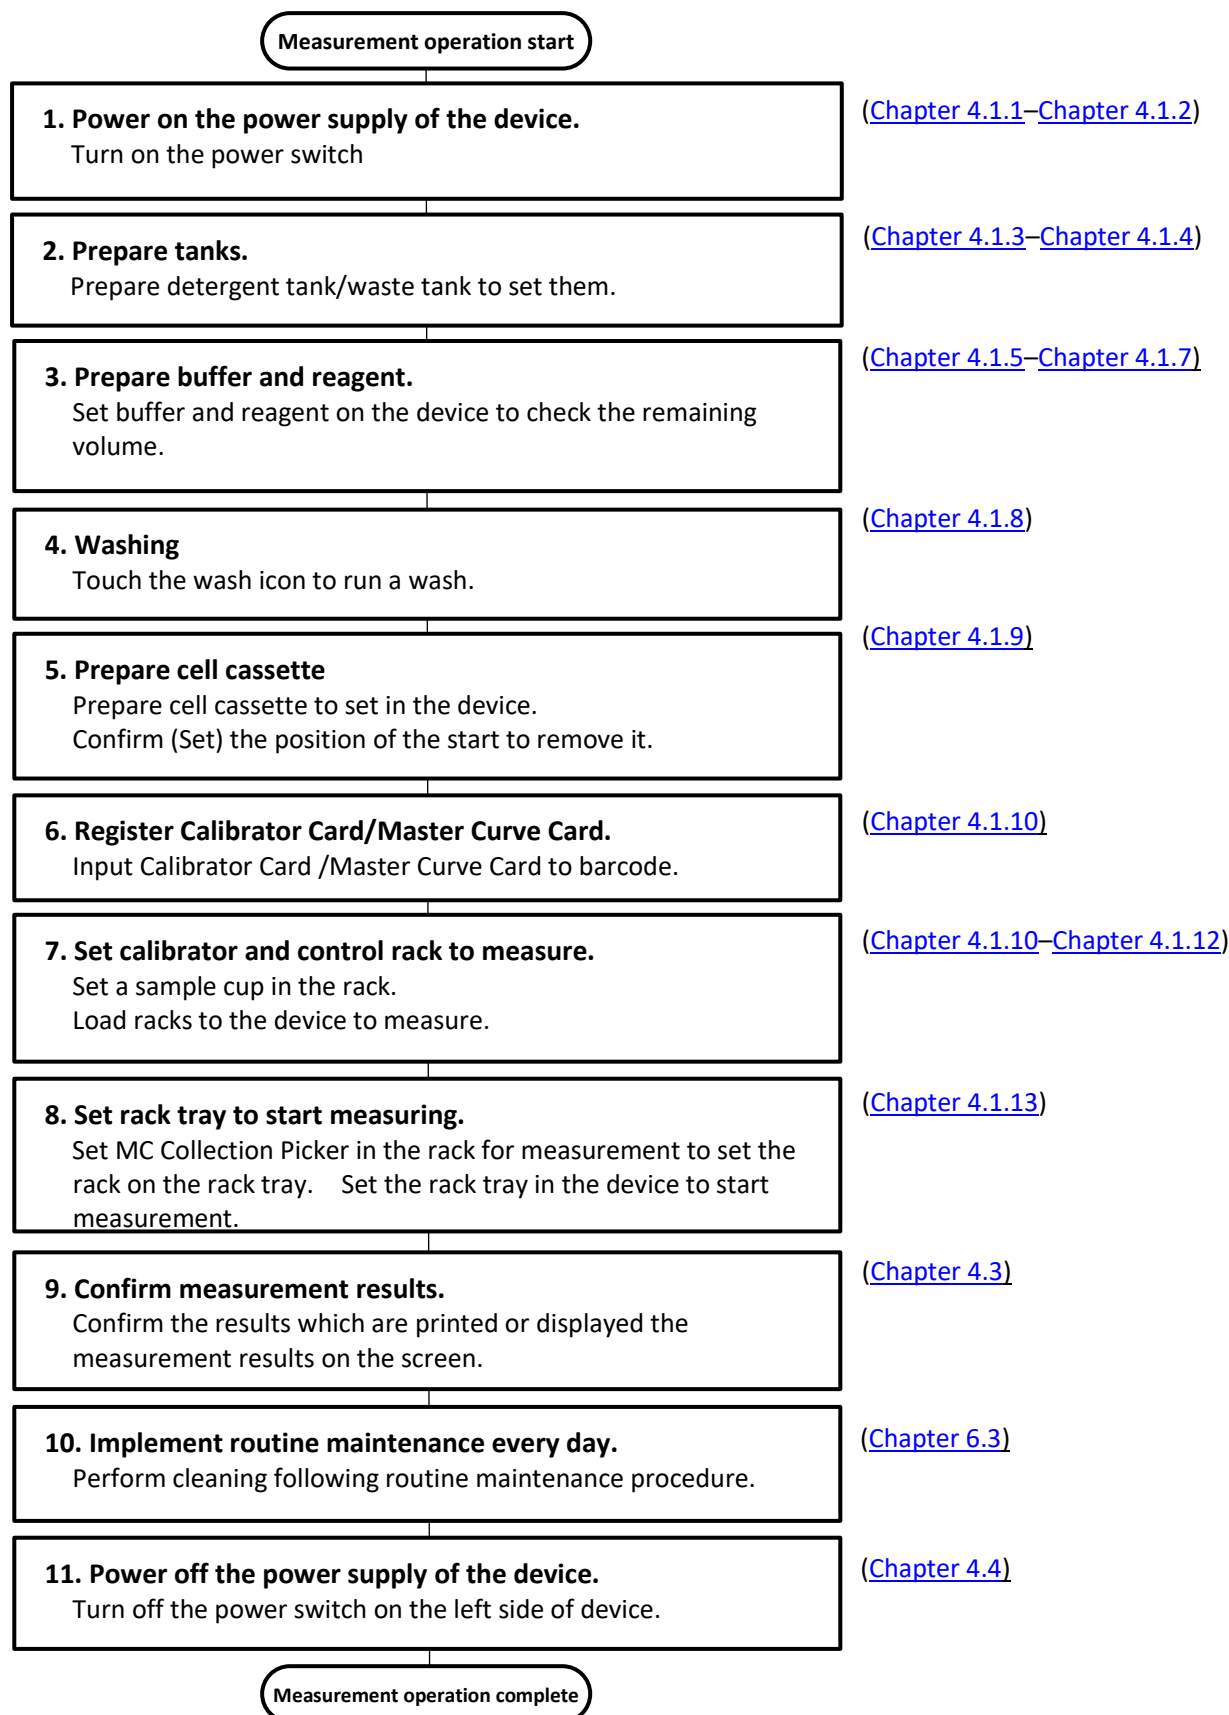 Measurement operation start
1. Power on the power supply of the device.
(Chapter 4.1.1–Chapter 4.1.2)
Turn on the power switch
2. Prepare tanks.
(Chapter 4.1.3–Chapter 4.1.4)
Prepare detergent tank/waste tank to set them.
3. Prepare buffer and reagent.
(Chapter 4.1.5–Chapter 4.1.7)
Set buffer and reagent on the device to check the remaining
volume.
4. Washing
(Chapter 4.1.8)
Touch the wash icon to run a wash.
5. Prepare cell cassette
(Chapter 4.1.9)
Prepare cell cassette to set in the device.
Confirm (Set) the position of the start to remove it.
6. Register Calibrator Card/Master Curve Card.
(Chapter 4.1.10)
Input Calibrator Card /Master Curve Card to barcode.
7. Set calibrator and control rack to measure.
(Chapter 4.1.10–Chapter 4.1.12)
Set a sample cup in the rack.
Load racks to the device to measure.
8. Set rack tray to start measuring.
(Chapter 4.1.13)
Set MC Collection Picker in the rack for measurement to set the
rack on the rack tray. Set the rack tray in the device to start
measurement.
9. Confirm measurement results.
(Chapter 4.3)
Confirm the results which are printed or displayed the
measurement results on the screen.
10. Implement routine maintenance every day.
(Chapter 6.3)
Perform cleaning following routine maintenance procedure.
11. Power off the power supply of the device.
(Chapter 4.4)
Turn off the power switch on the left side of device.
Measurement operation complete